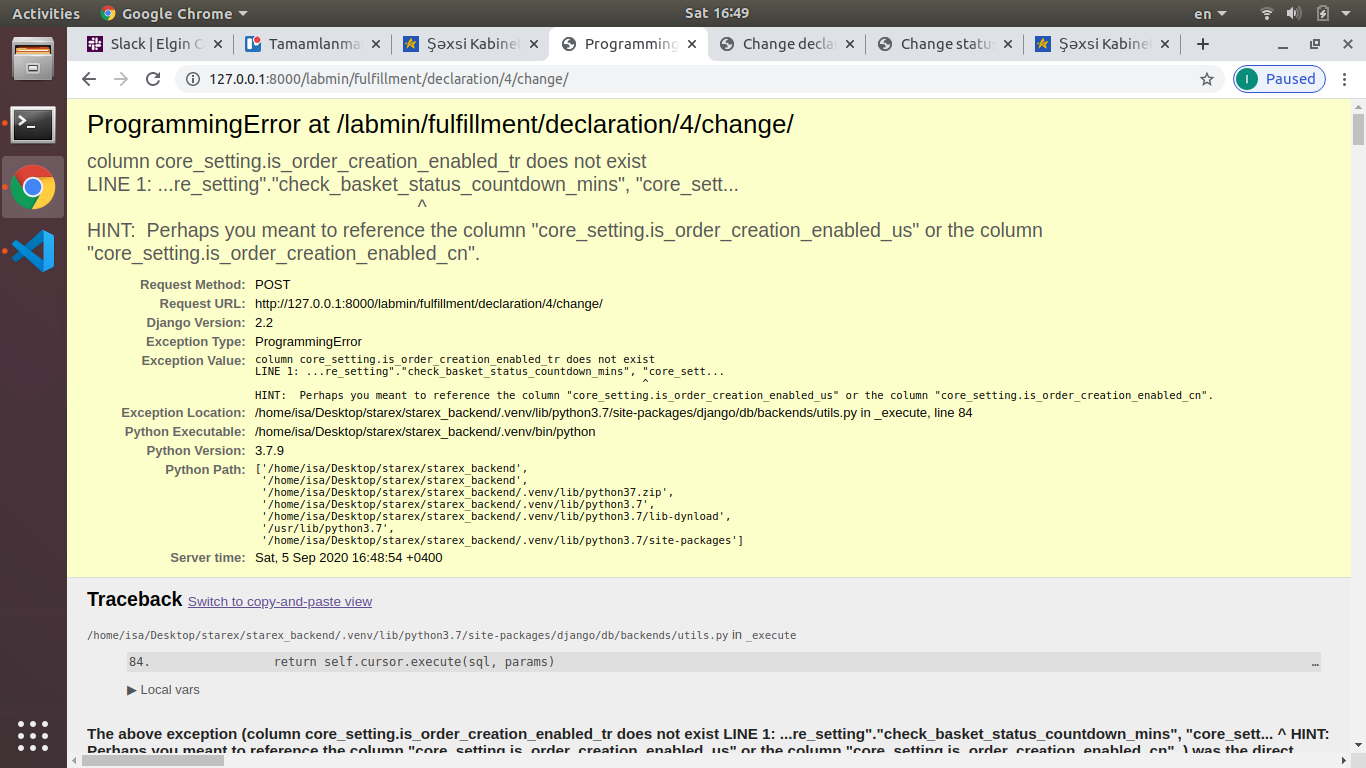 Activities
Google Chrome
Sat 16:49
en
Slack | Elgin C
Tamamlanma
Şəxsi Kabine
Programming
Change decla
Change statu
Şəxsi Kabine
127.0.0.1:8000/labmin/fulfillment/declaration/4/change/
I
Paused
ProgrammingError at /labmin/fulfillment/declaration/4/change/
column core_setting.is_order_creation_enabled_tr does not exist
LINE 1: ...re_setting"."check_basket_status_countdown_mins", "core_sett...
^
HINT:  Perhaps you meant to reference the column "core_setting.is_order_creation_enabled_us" or the column
"core_setting.is_order_creation_enabled_cn".
Request Method: POST
Request URL: http://127.0.0.1:8000/labmin/fulfillment/declaration/4/change/
Django Version: 2.2
Exception Type: ProgrammingError
Exception Value: column core_setting.is_order_creation_enabled_tr does not exist
LINE 1: ...re_setting"."check_basket_status_countdown_mins", "core_sett...
^
HINT:  Perhaps you meant to reference the column "core_setting.is_order_creation_enabled_us" or the column "core_setting.is_order_creation_enabled_cn".
Exception Location: /home/isa/Desktop/starex/starex_backend/.venv/lib/python3.7/site-packages/django/db/backends/utils.py in _execute, line 84
Python Executable: /home/isa/Desktop/starex/starex_backend/.venv/bin/python
Python Version: 3.7.9
Python Path: ['/home/isa/Desktop/starex/starex_backend',
'/home/isa/Desktop/starex/starex_backend',
'/home/isa/Desktop/starex/starex_backend/.venv/lib/python37.zip',
'/home/isa/Desktop/starex/starex_backend/.venv/lib/python3.7',
'/home/isa/Desktop/starex/starex_backend/.venv/lib/python3.7/lib-dynload',
'/usr/lib/python3.7',
'/home/isa/Desktop/starex/starex_backend/.venv/lib/python3.7/site-packages']
Server time: Sat, 5 Sep 2020 16:48:54 +0400
Traceback Switch to copy-and-paste view
/home/isa/Desktop/starex/starex_backend/.venv/lib/python3.7/site-packages/django/db/backends/utils.py in _execute
84. return self.cursor.execute(sql, params) …
▶ Local vars
The above exception (column core_setting.is_order_creation_enabled_tr does not exist LINE 1: ...re_setting"."check_basket_status_countdown_mins", "core_sett... ^ HINT:
Perhaps you meant to reference the column "core_setting.is_order_creation_enabled_us" or the column "core_setting.is_order_creation_enabled_cn". ) was the direct